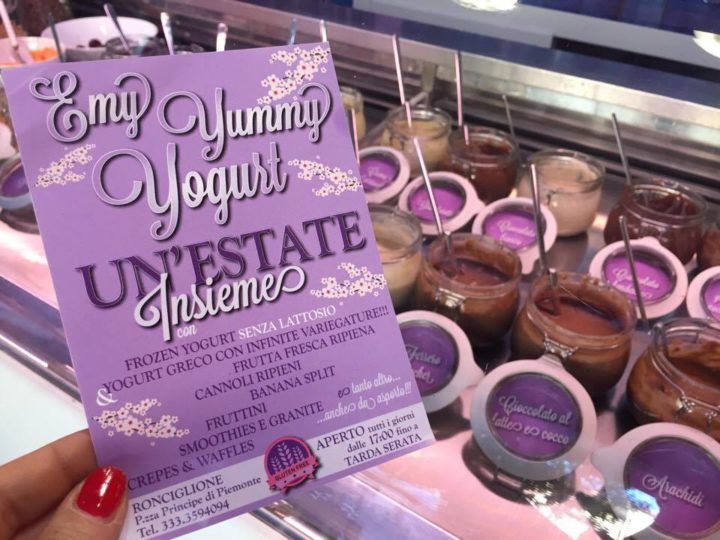 Emy Yummy
Yogurt
UN'ESTATE
Insieme
con
FROZEN YOGURT SENZA LATTOSIO
YOGURT GRECO CON INFINITE VARIEGATURE!!!
FRUTTA FRESCA RIPIENA
CANNOLI RIPIENI
BANANA SPLIT
&
FRUTTINI
SMOOTHIES E GRANITE
CREPES & WAFFLES
e tanto altro...
...anche da asporto!!!
GLUTEN FREE
APERTO tutti i giorni
dalle 17:00 fino a
TARDA SERATA
RONCIGLIONE
P.zza Principe di Piemonte
Tel. 333.3594094
Ferrero
Cioccolato al
latte e cocco
Arachidi